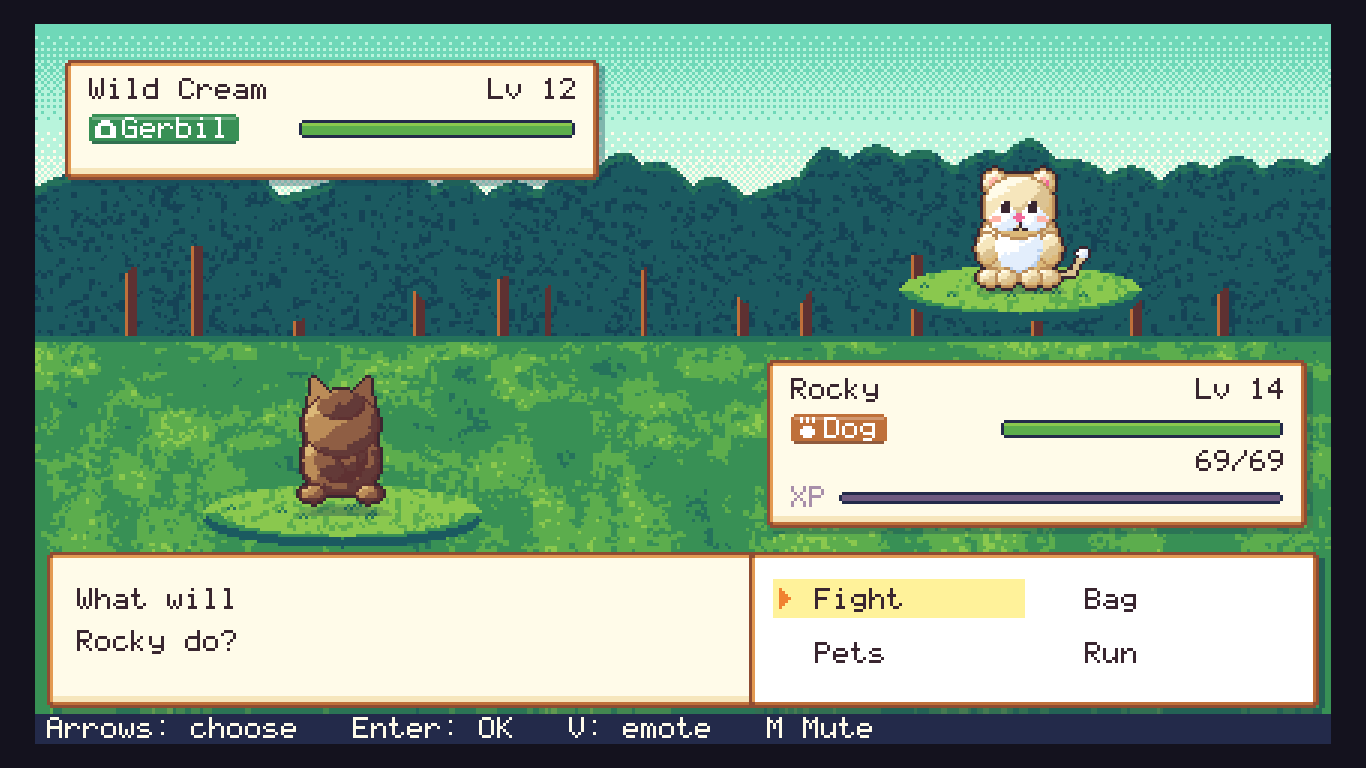 Wild Cream Lv 12
Gerbil
Rocky Lv 14
Dog
69/69
XP
What will
Rocky do?
Fight Bag
Pets Run
Arrows: choose Enter: OK V: emote M Mute